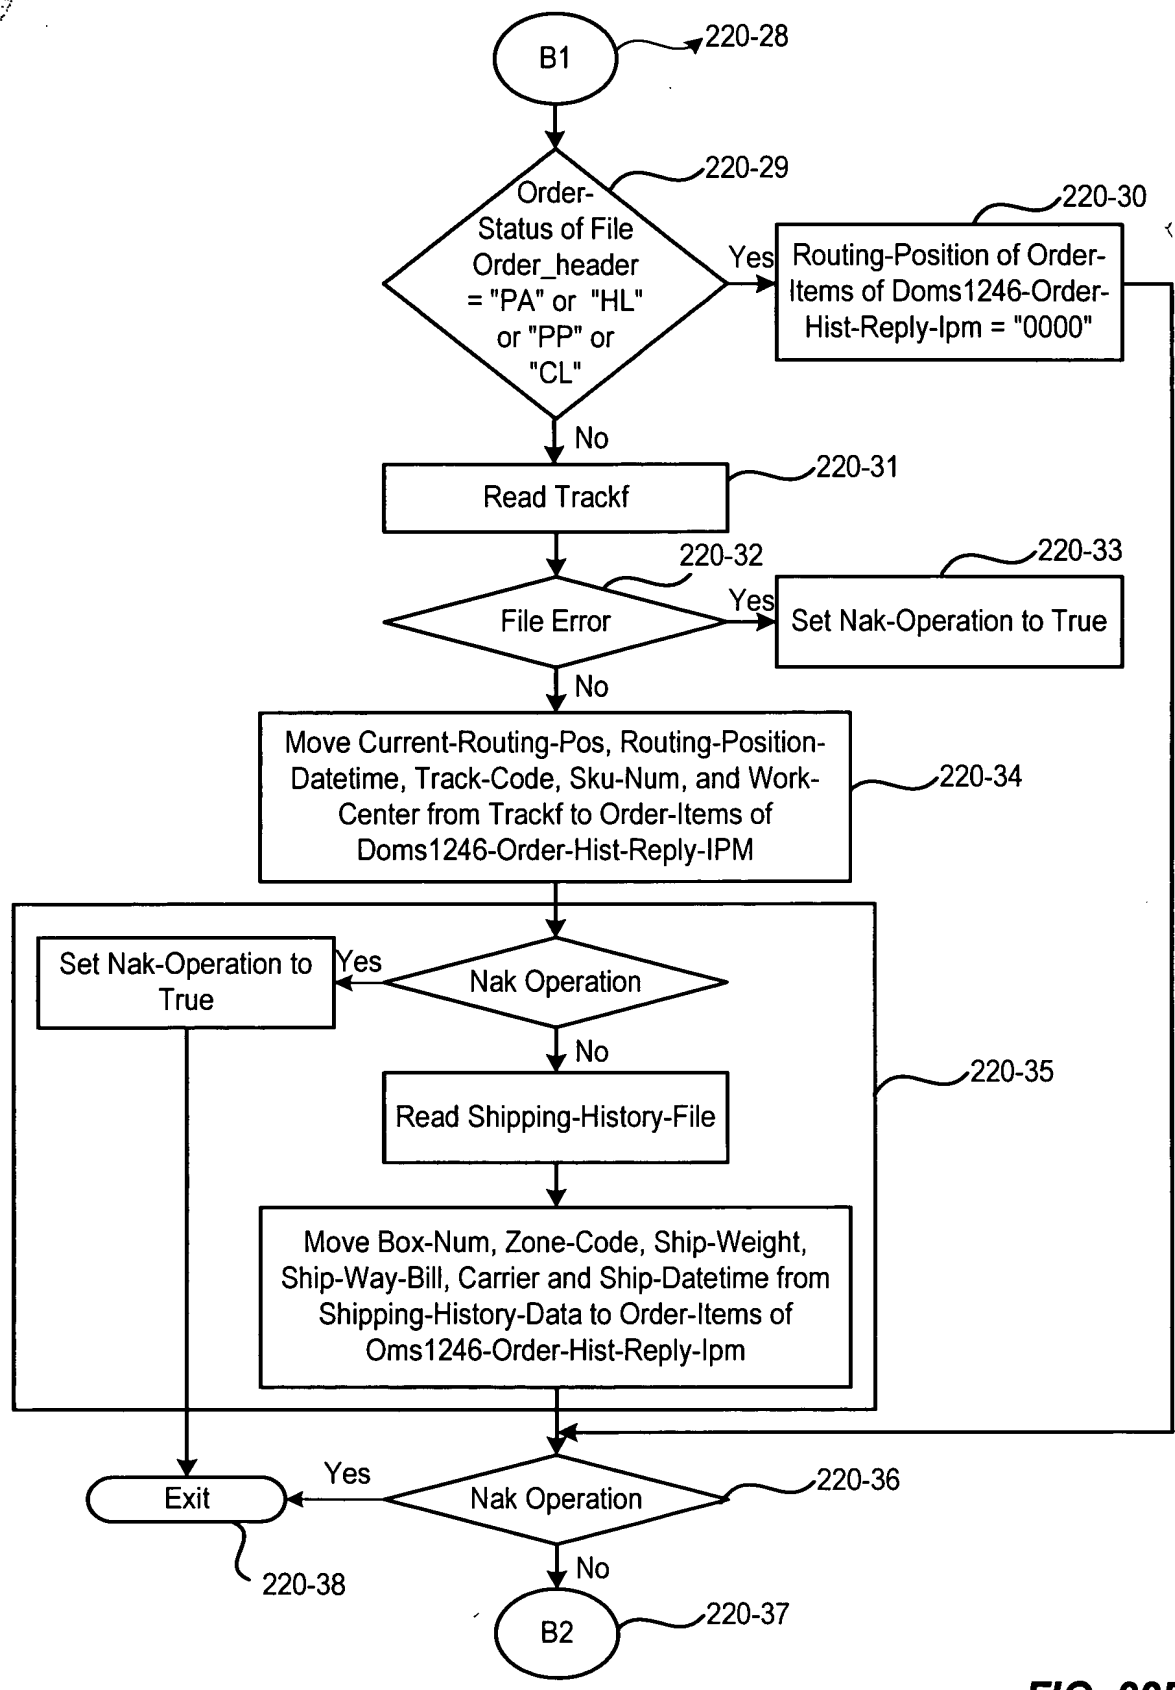 B1
220-28
Order-
Status of File
Order_header
= "PA" or "HL"
or "PP" or
"CL"
220-29
Yes
Routing-Position of Order-
Items of Doms1246-Order-
Hist-Reply-Ipm = "0000"
220-30
No
Read Trackf
220-31
File Error
220-32
Yes
Set Nak-Operation to True
220-33
No
Move Current-Routing-Pos, Routing-Position-
Datetime, Track-Code, Sku-Num, and Work-
Center from Trackf to Order-Items of
Doms1246-Order-Hist-Reply-IPM
220-34
Nak Operation
Yes
Set Nak-Operation to
True
No
Read Shipping-History-File
220-35
Move Box-Num, Zone-Code, Ship-Weight,
Ship-Way-Bill, Carrier and Ship-Datetime from
Shipping-History-Data to Order-Items of
Oms1246-Order-Hist-Reply-Ipm
Nak Operation
220-36
Yes
Exit
220-38
No
B2
220-37